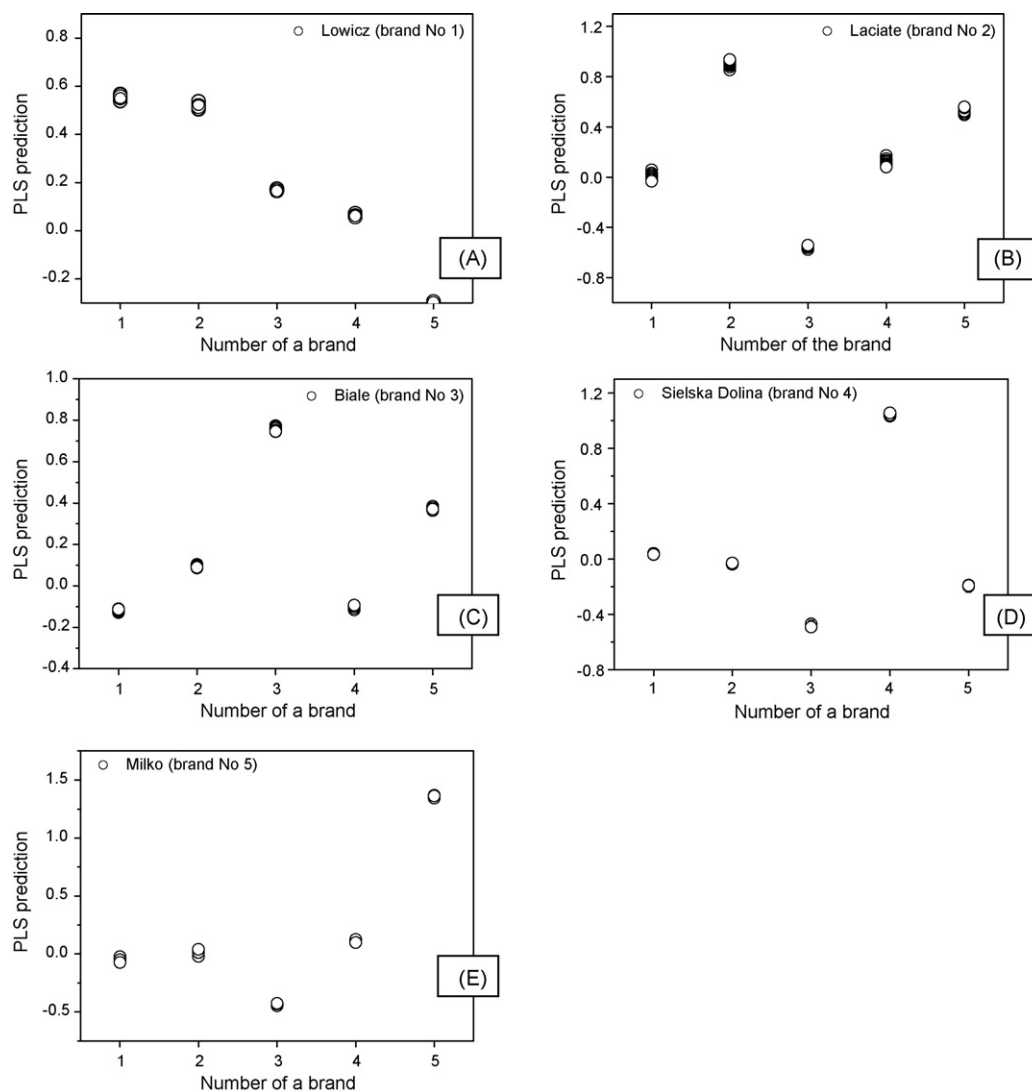 Lowicz (brand No 1)
0.8
0.6
0.4
0.2
0.0
-0.2
PLS prediction
(A)
1 2 3 4 5
Number of a brand
Laciate (brand No 2)
1.2
0.8
0.4
0.0
-0.4
-0.8
PLS prediction
(B)
1 2 3 4 5
Number of the brand
Biale (brand No 3)
1.0
0.8
0.6
0.4
0.2
0.0
-0.2
-0.4
PLS prediction
(C)
1 2 3 4 5
Number of a brand
Sielska Dolina (brand No 4)
1.2
0.8
0.4
0.0
-0.4
-0.8
PLS prediction
(D)
1 2 3 4 5
Number of a brand
Milko (brand No 5)
1.5
1.0
0.5
0.0
-0.5
PLS prediction
(E)
1 2 3 4 5
Number of a brand